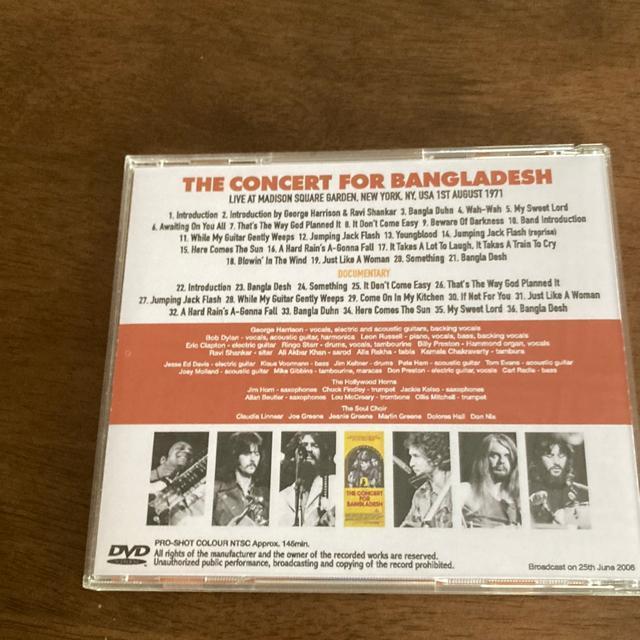 THE CONCERT FOR BANGLADESH
LIVE AT MADISON SQUARE GARDEN, NEW YORK, NY, USA 1ST AUGUST 1971
1. Introduction 2. Introduction by George Harrison & Ravi Shankar 3. Bangla Duhn 4. Wah-Wah 5. My Sweet Lord
6. Awaiting On You All 7. That's The Way God Planned It 8. It Don't Come Easy 9. Beware Of Darkness 10. Band Introduction
11. While My Guitar Gently Weeps 12. Jumping Jack Flash 13. Youngblood 14. Jumping Jack Flash (reprise)
15. Here Comes The Sun 16. A Hard Rain's A-Gonna Fall 17. It Takes A Lot To Laugh, It Takes A Train To Cry
18. Blowin' In The Wind 19. Just Like A Woman 20. Something 21. Bangla Desh
DOCUMENTARY
22. Introduction 23. Bangla Desh 24. Something 25. It Don't Come Easy 26. That's The Way God Planned It
27. Jumping Jack Flash 28. While My Guitar Gently Weeps 29. Come On In My Kitchen 30. If Not For You 31. Just Like A Woman
32. A Hard Rain's A-Gonna Fall 33. Bangla Duhn 34. Here Comes The Sun 35. My Sweet Lord 36. Bangla Desh
George Harrison - vocals, electric and acoustic guitars, backing vocals
Bob Dylan - vocals, acoustic guitar, harmonica Leon Russell - piano, vocals, bass, backing vocals
Eric Clapton - electric guitar Ringo Starr - drums, vocals, tambourine Billy Preston - Hammond organ, vocals
Ravi Shankar - sitar Ali Akbar Khan - sarod Alla Rakha - tabla Kamala Chakravarty - tambura
Jesse Ed Davis - electric guitar Klaus Voormann - bass Jim Keltner - drums Pete Ham - acoustic guitar Tom Evans - acoustic guitar
Joey Molland - acoustic guitar Mike Gibbins - tambourine, maracas Don Preston - electric guitar, vocals Carl Radle - bass
The Hollywood Horns
Jim Horn - saxophones Chuck Findley - trumpet Jackie Kelso - saxophones
Allan Beutler - saxophones Lou McCreary - trombone Ollie Mitchell - trumpet
The Soul Choir
Claudia Linnear Joe Greene Jeanie Greene Marlin Greene Dolores Hall Don Nix
THE CONCERT
FOR
BANGLADESH
DVD
VIDEO
PRO-SHOT COLOUR NTSC Approx. 145min.
All rights of the manufacturer and the owner of the recorded works are reserved.
Unauthorized public performance, broadcasting and copying of the record prohibited.
Broadcast on 25th June 2006